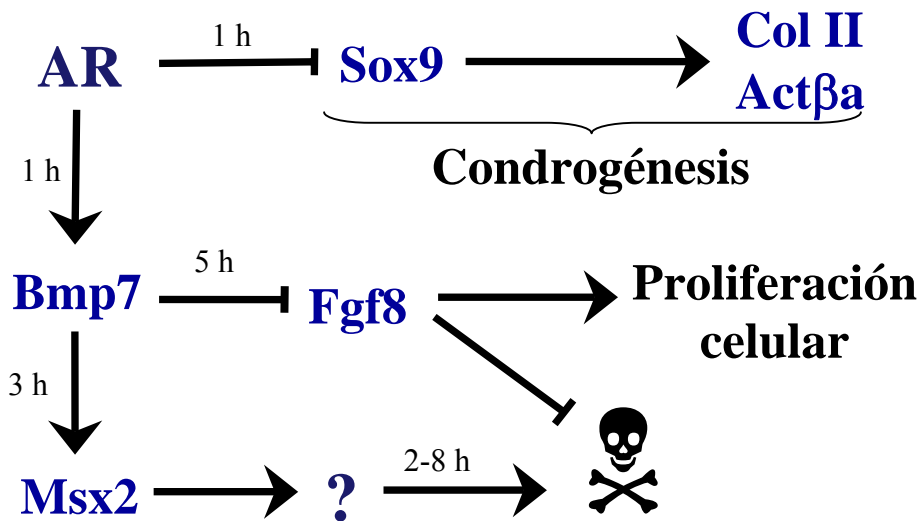 1 h
AR
Sox9
Col II
Actβa
1 h
Condrogénesis
Bmp7
5 h
Fgf8
Proliferación
celular
3 h
Msx2
?
2-8 h